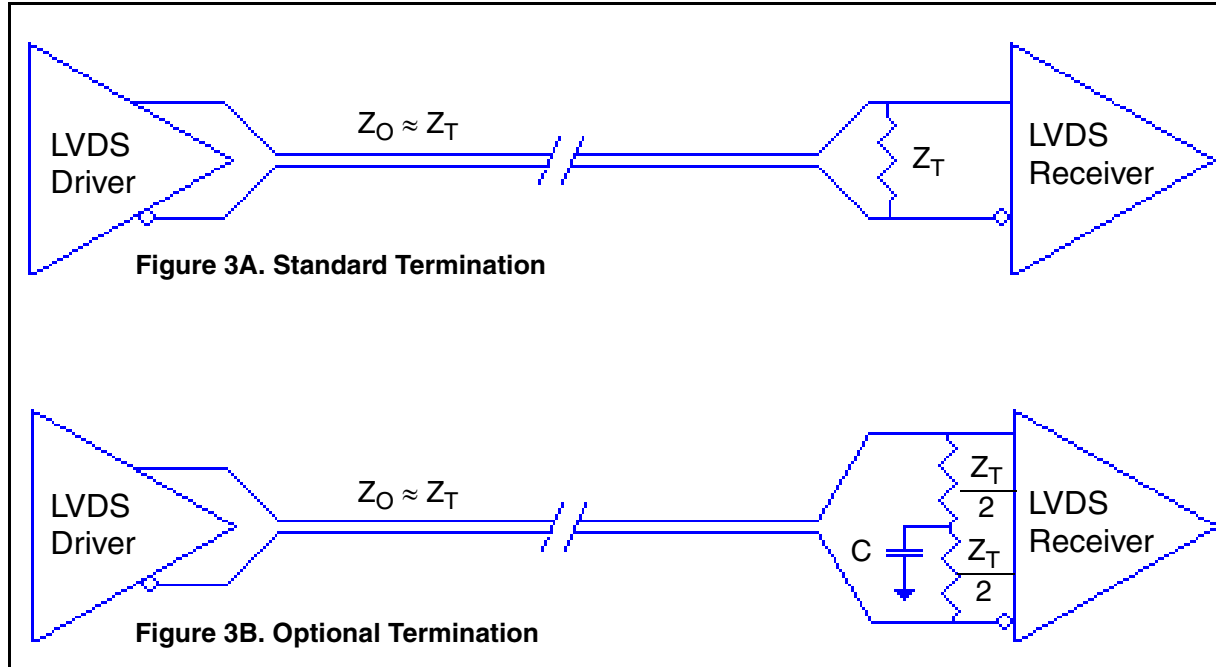 LVDS
Driver
Z_O ≈ Z_T
Z_T
LVDS
Receiver
Figure 3A. Standard Termination
LVDS
Driver
Z_O ≈ Z_T
C
Z_T
2
Z_T
2
LVDS
Receiver
Figure 3B. Optional Termination